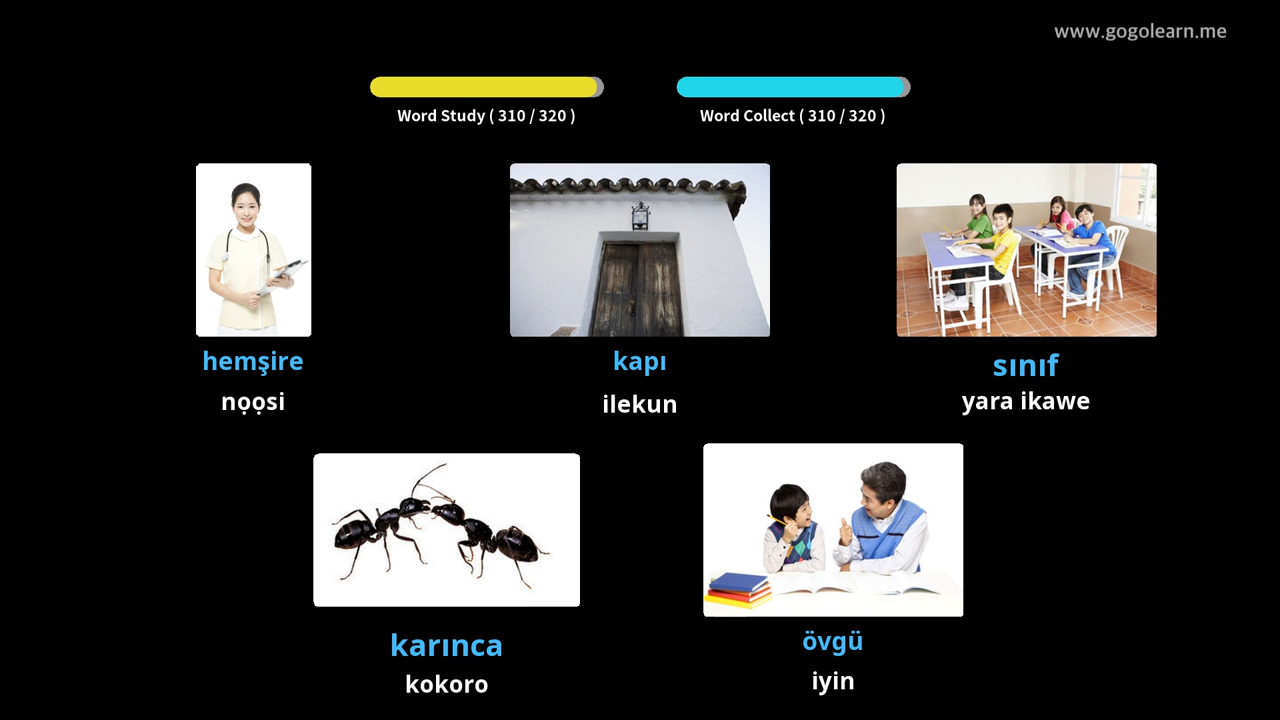 www.gogolearn.me
Word Study ( 310 / 320 )
Word Collect ( 310 / 320 )
hemşire
nọọsi
kapı
ilekun
sınıf
yara ikawe
karınca
kokoro
övgü
iyin